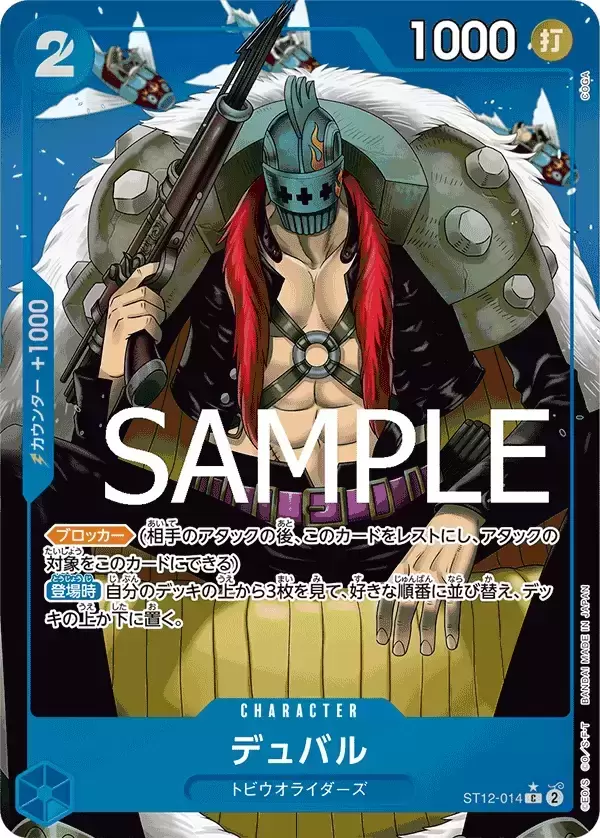 2
1000 打
COGA
⚡カウンター +1000
SAMPLE
ブロッカー (相手のアタックの後、このカードをレストにし、アタックの
対象をこのカードにできる)
登場時 自分のデッキの上から3枚を見て、好きな順番に並び替え、デッ
キの上か下に置く。
CHARACTER
デュバル
トビウオライダーズ
ST12-014 C 2
©E.O/S ©O/S･F･T BANDAI MADE IN JAPAN